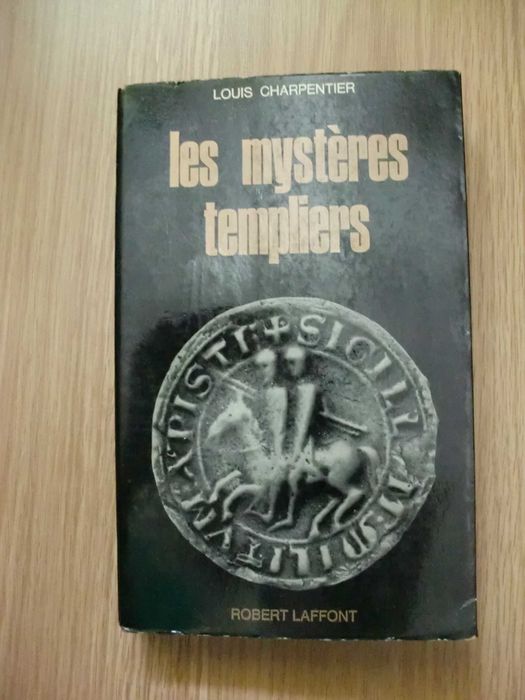 LOUIS CHARPENTIER
les mystères
templiers
+SIGILLVM:MILITVM
XPISTI
ROBERT LAFFONT